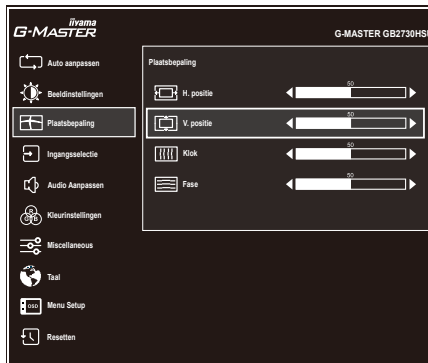 iiyama
G-MASTER
G-MASTER GB2730HSU
Auto aanpassen
Beeldinstellingen
Plaatsbepaling
Ingangsselectie
Audio Aanpassen
Kleurinstellingen
Miscellaneous
Taal
Menu Setup
Resetten
Plaatsbepaling
H. positie
50
V. positie
50
Klok
50
Fase
50
R
G B
OSD